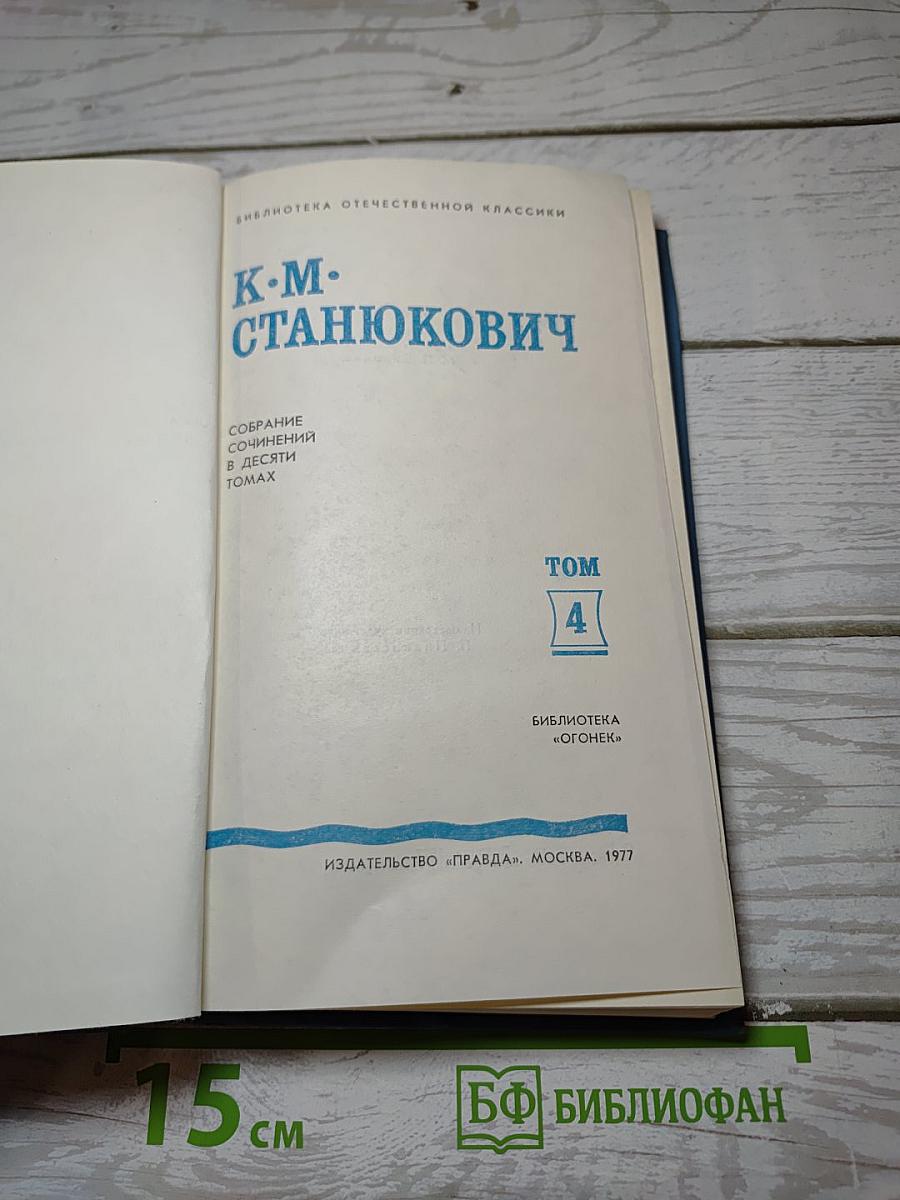 БИБЛИОТЕКА ОТЕЧЕСТВЕННОЙ КЛАССИКИ
К·М·
СТАНЮКОВИЧ
СОБРАНИЕ
СОЧИНЕНИЙ
В ДЕСЯТИ
ТОМАХ
ТОМ
4
БИБЛИОТЕКА
«ОГОНЕК»
ИЗДАТЕЛЬСТВО «ПРАВДА». МОСКВА. 1977
15 см
БФ БИБЛИОФАН